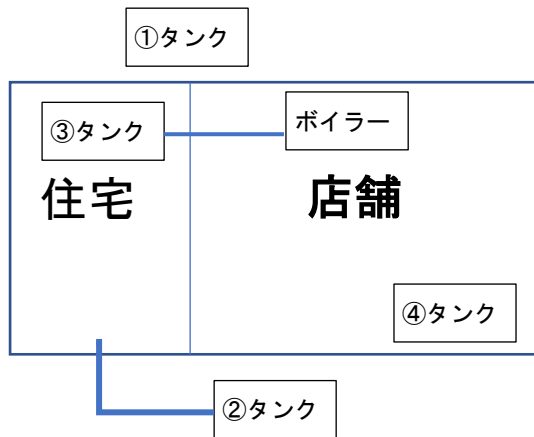 ①タンク
③タンク
ボイラー
住宅
店舗
④タンク
②タンク